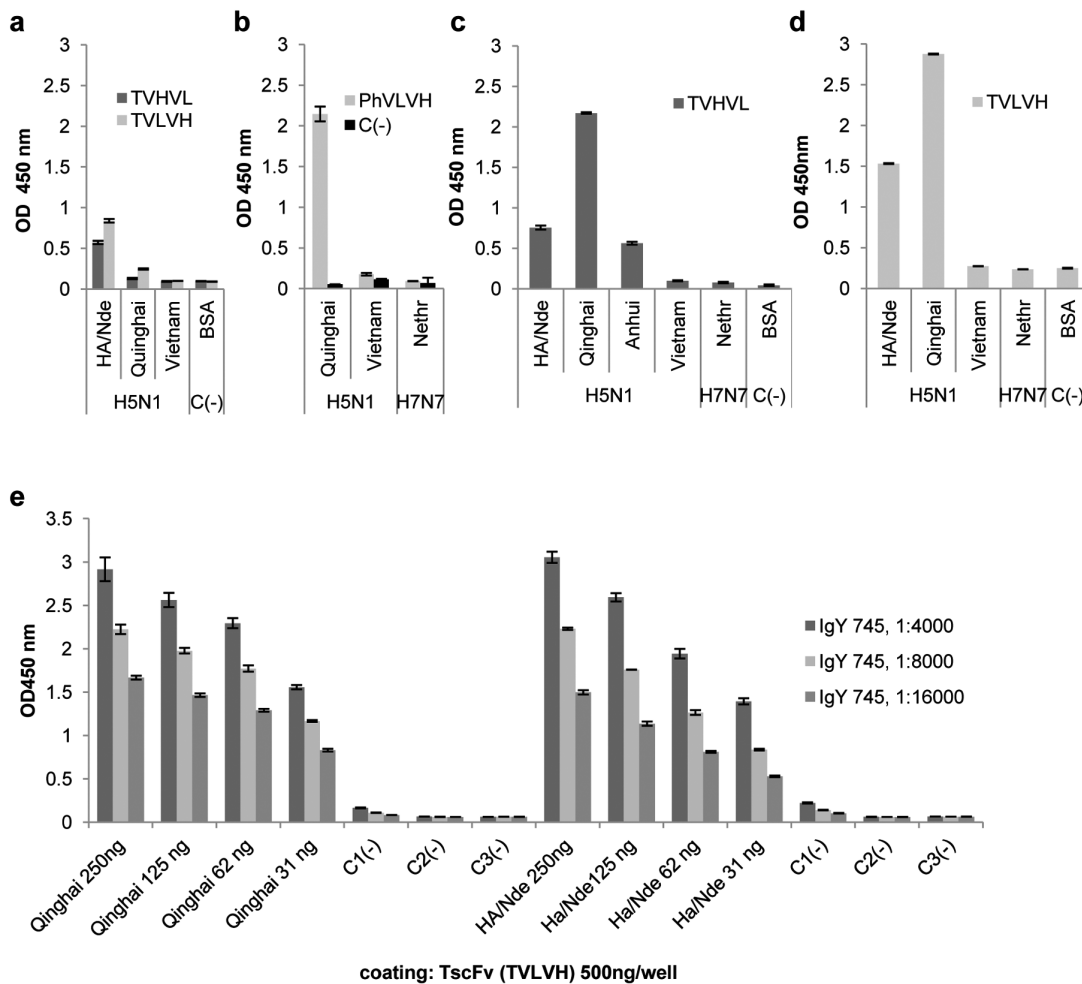 a
3
2.5
2
1.5
1
0.5
0
OD 450 nm
TVHVL
TVLVH
HA/Nde
Quinghai
Vietnam
BSA
H5N1
C(-)
b
3
2.5
2
1.5
1
0.5
0
OD 450 nm
PhVLVH
C(-)
Quinghai
Vietnam
Nethr
H5N1
H7N7
c
3
2.5
2
1.5
1
0.5
0
OD 450 nm
TVHVL
HA/Nde
Qinghai
Anhui
Vietnam
Nethr
BSA
H5N1
H7N7
C(-)
d
3
2.5
2
1.5
1
0.5
0
OD 450nm
TVLVH
HA/Nde
Qinghai
Vietnam
Nethr
BSA
H5N1
H7N7
C(-)
e
3.5
3
2.5
2
1.5
1
0.5
0
OD450 nm
IgY 745, 1:4000
IgY 745, 1:8000
IgY 745, 1:16000
Qinghai 250ng
Qinghai 125 ng
Qinghai 62 ng
Qinghai 31 ng
C1(-)
C2(-)
C3(-)
HA/Nde 250ng
Ha/Nde125 ng
Ha/Nde 62 ng
Ha/Nde 31 ng
C1(-)
C2(-)
C3(-)
coating: TscFv (TVLVH) 500ng/well